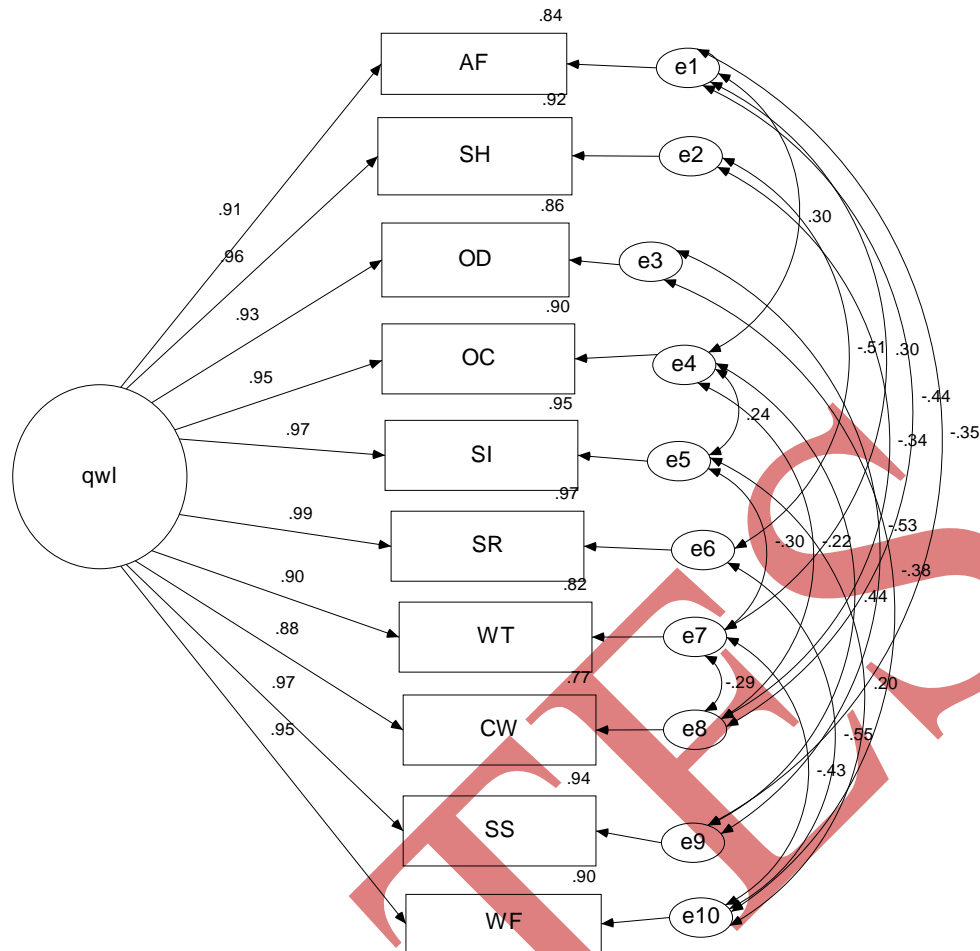 .84
AF
e1
.92
SH
e2
.91
.30
.86
.96
OD
e3
.93
.90
OC
e4
-.51
.30
.95
.95
.24
-.44
-.35
.97
SI
e5
-.34
qwl
.97
.99
SR
e6
-.30
-.22
-.53
.82
-.38
.90
WT
e7
.44
.88
.77
-.29
.20
.97
CW
e8
.95
-.55
.94
-.43
SS
e9
.90
WF
e10
TES